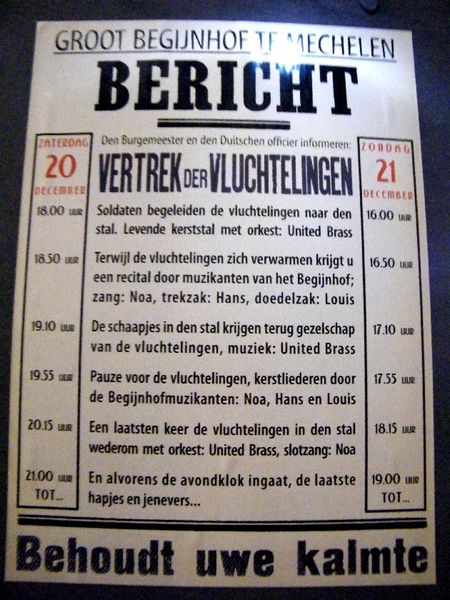 GROOT BEGIJNHOF TE MECHELEN
BERICHT
Den Burgemeester en den Duitschen officier informeren:
ZATERDAG
20
DECEMBER
VERTREK DER VLUCHTELINGEN
ZONDAG
21
DECEMBER
18.00 UUR
Soldaten begeleiden de vluchtelingen naar den
stal. Levende kerststal met orkest: United Brass
16.00 UUR
18.50 UUR
Terwijl de vluchtelingen zich verwarmen krijgt u
een recital door muzikanten van het Begijnhof;
zang: Noa, trekzak: Hans, doedelzak: Louis
16.50 UUR
19.10 UUR
De schaapjes in den stal krijgen terug gezelschap
van de vluchtelingen, muziek: United Brass
17.10 UUR
19.55 UUR
Pauze voor de vluchtelingen, kerstliederen door
de Begijnhofmuzikanten: Noa, Hans en Louis
17.55 UUR
20.15 UUR
Een laatsten keer de vluchtelingen in den stal
wederom met orkest: United Brass, slotzang: Noa
18.15 UUR
21.00 UUR
TOT...
En alvorens de avondklok ingaat, de laatste
hapjes en jenevers...
19.00 UUR
TOT...
Behoudt uwe kalmte